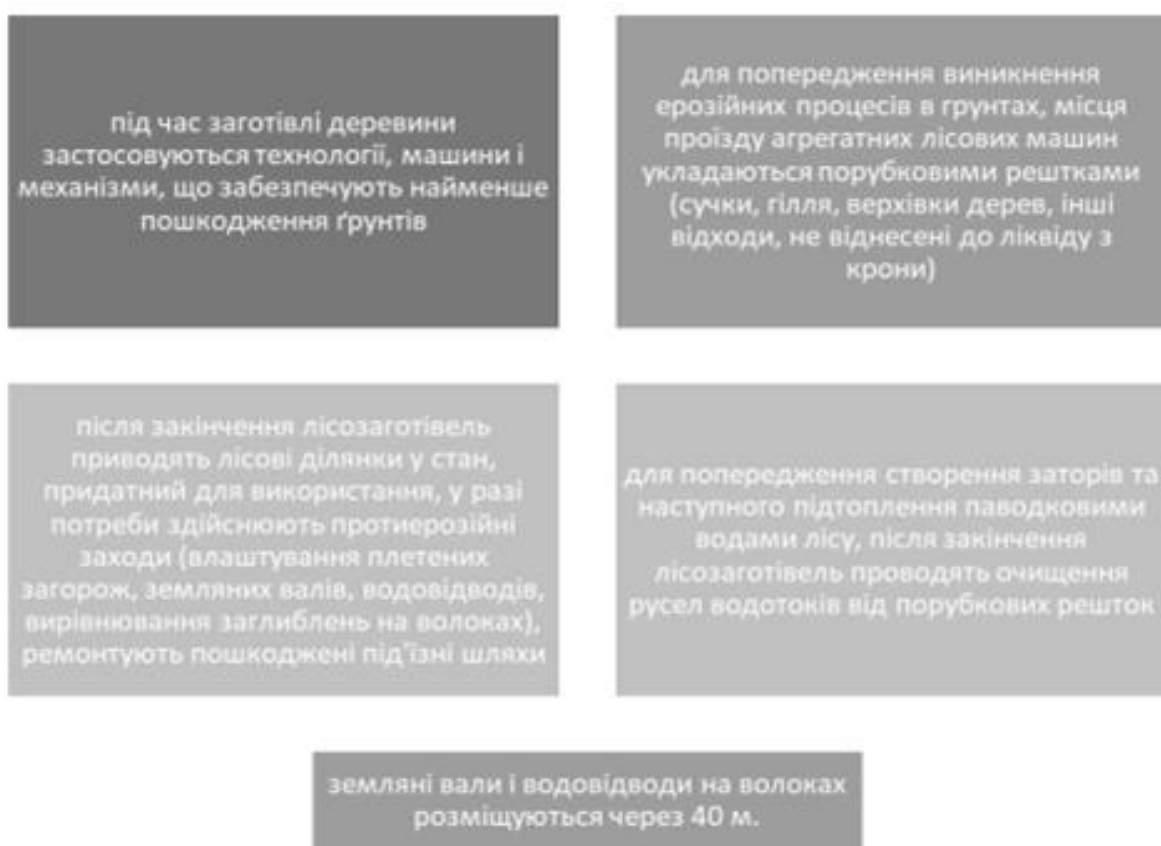 під час заготівлі деревини
застосовуються технології, машини і
механізми, що забезпечують найменше
пошкодження ґрунтів
для попередження виникнення
ерозійних процесів в грунтах, місця
проїзду агрегатних лісових машин
укладаються порубковими рештками
(сучки, гілля, верхівки дерев, інші
відходи, не віднесені до ліквіду з
крони)
після закінчення лісозаготівель
приводять лісові ділянки у стан,
придатний для використання, у разі
потреби здійснюють протиерозійні
заходи (влаштування плетених
загорож, земляних валів, водовідводів,
вирівнювання заглиблень на волоках),
ремонтують пошкоджені під'їзні шляхи
для попередження створення заторів та
наступного підтоплення паводковими
водами лісу, після закінчення
лісозаготівель проводять очищення
русел водотоків від порубкових решток
земляні вали і водовідводи на волоках
розміщуються через 40 м.